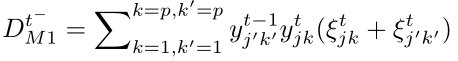 $D_{M1}^{t^-} = \sum_{k=1,k'=1}^{k=p,k'=p} y_{j'k'}^{t-1} y_{jk}^{t} (\xi_{jk}^{t} + \xi_{j'k'}^{t})$